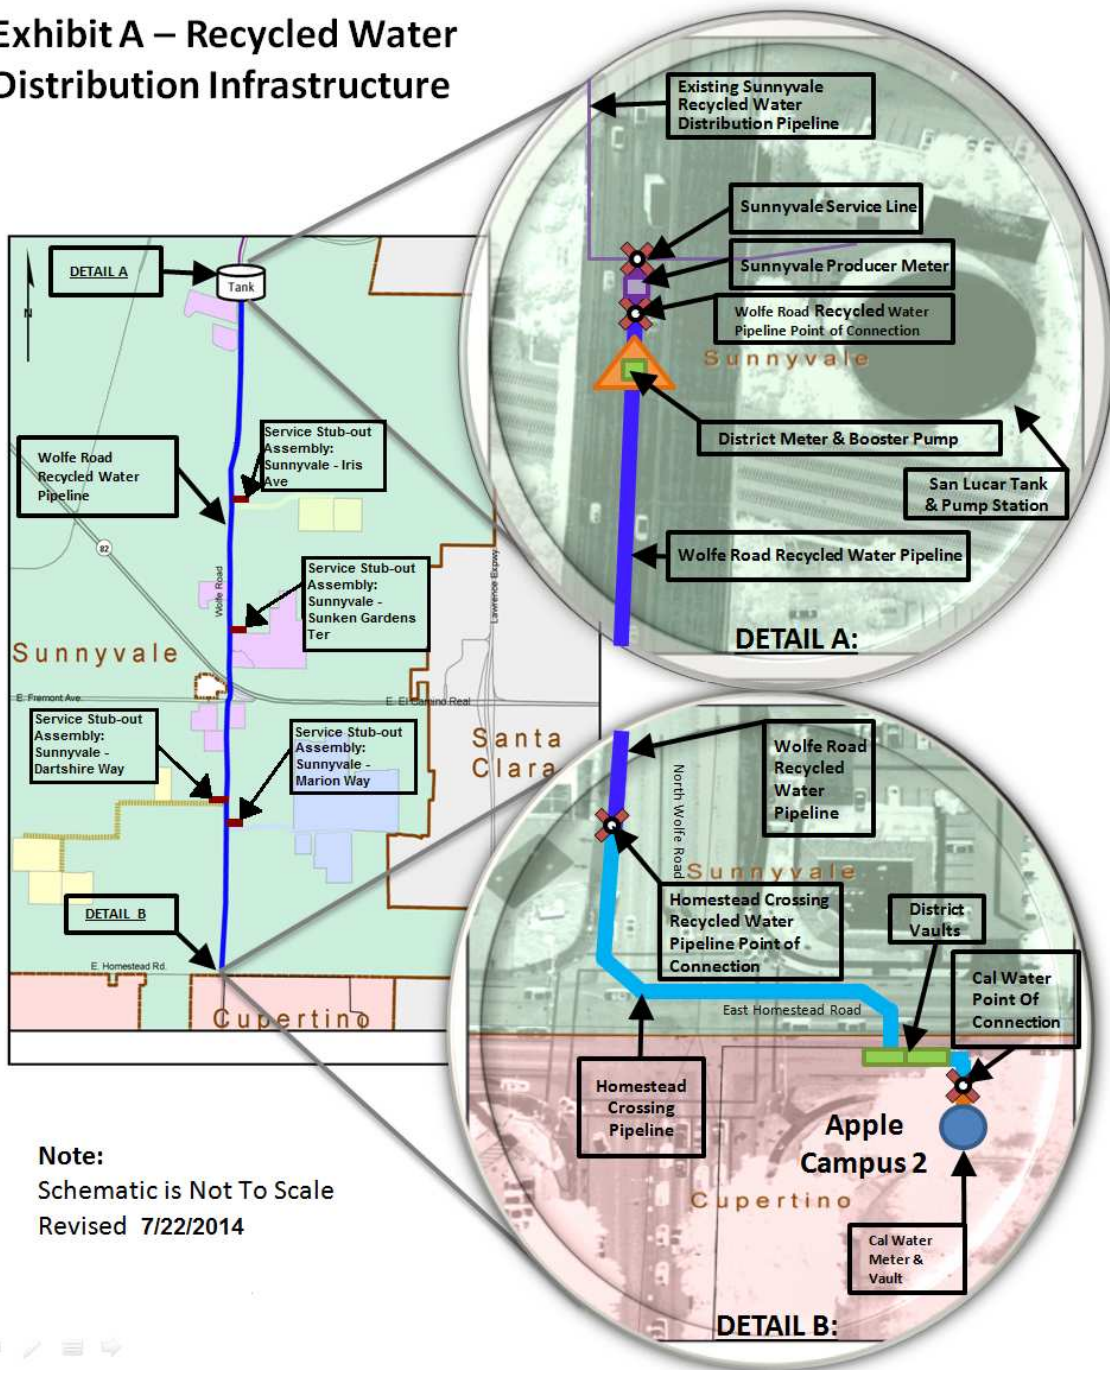 Exhibit A – Recycled Water
Distribution Infrastructure
DETAIL A
Tank
N
Service Stub-out
Assembly:
Sunnyvale - Iris
Ave
Wolfe Road
Recycled Water
Pipeline
82
Wolfe Road
Service Stub-out
Assembly:
Sunnyvale -
Sunken Gardens
Ter
Lawrence Expwy
Sunnyvale
E. Fremont Ave.
E. El Camino Real
Service Stub-out
Assembly:
Sunnyvale -
Dartshire Way
Service Stub-out
Assembly:
Sunnyvale -
Marion Way
Santa
Clara
DETAIL B
E. Homestead Rd.
Cupertino
Note:
Schematic is Not To Scale
Revised 7/22/2014
Existing Sunnyvale
Recycled Water
Distribution Pipeline
Sunnyvale Service Line
Sunnyvale Producer Meter
Wolfe Road Recycled Water
Pipeline Point of Connection
Sunnyvale
District Meter & Booster Pump
San Lucar Tank
& Pump Station
Wolfe Road Recycled Water Pipeline
DETAIL A:
Wolfe Road
Recycled
Water
Pipeline
North Wolfe Road
Sunnyvale
Homestead Crossing
Recycled Water
Pipeline Point of
Connection
District
Vaults
Cal Water
Point Of
Connection
East Homestead Road
Homestead
Crossing
Pipeline
Apple
Campus 2
Cupertino
Cal Water
Meter &
Vault
DETAIL B: